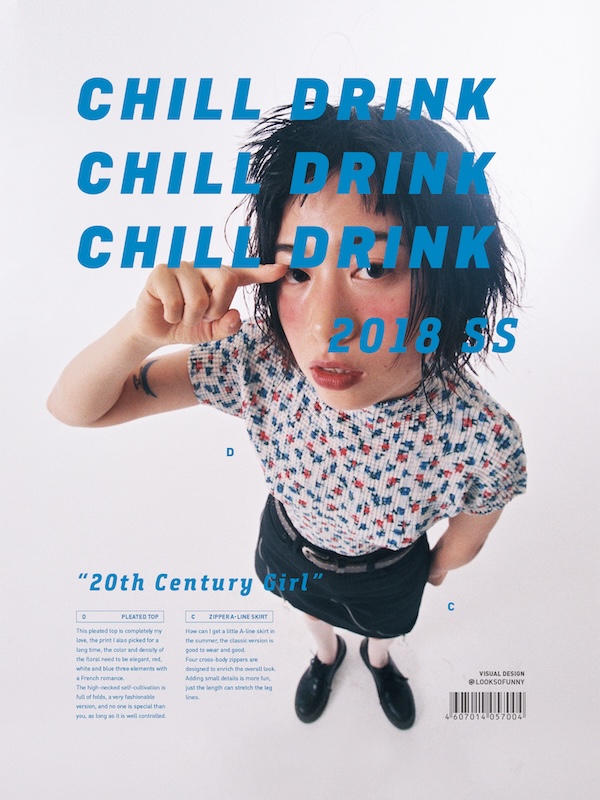 CHILL DRINK
CHILL DRINK
CHILL DRINK
2018 SS
D
"20th Century Girl"
C
D PLEATED TOP
This pleated top is completely my
love, the print I also picked for a
long time, the color and density of
the floral need to be elegant, red,
white and blue three elements with
a French romance.
The high-necked self-cultivation is
full of folds, a very fashionable
version, and no one is special than
you, as long as it is well controlled.
C ZIPPER A-LINE SKIRT
How can I get a little A-line skirt in
the summer, the classic version is
good to wear and good.
Four cross-body zippers are
designed to enrich the overall look.
Adding small details is more fun,
just the length can stretch the leg
lines.
VISUAL DESIGN
@LOOKSOFUNNY
4 607014 057004